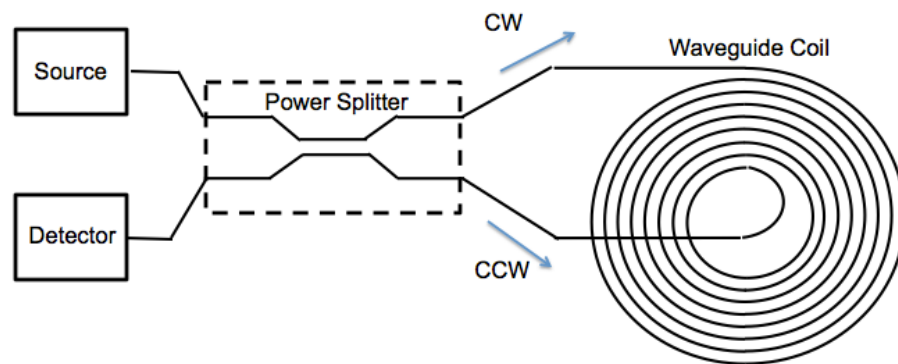 CW
Waveguide Coil
Source
Power Splitter
Detector
CCW